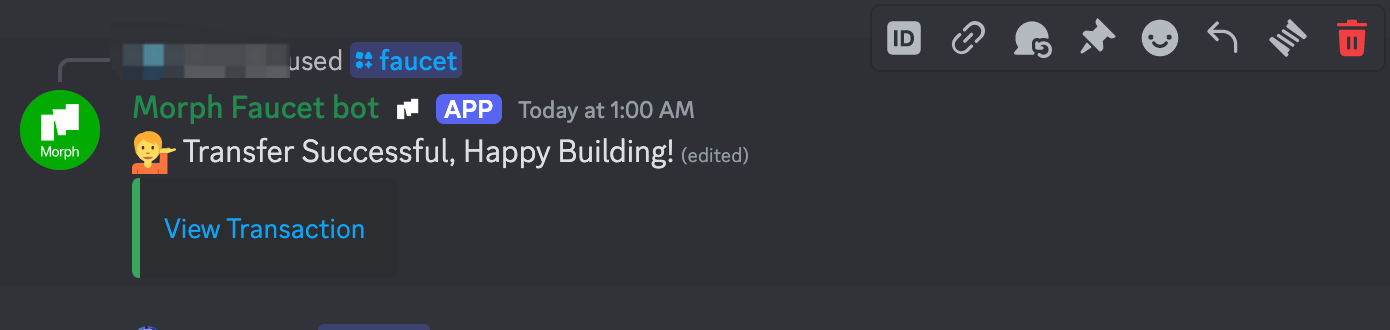 used faucet
ID
Morph Faucet bot APP Today at 1:00 AM
Morph
Transfer Successful, Happy Building! (edited)
View Transaction